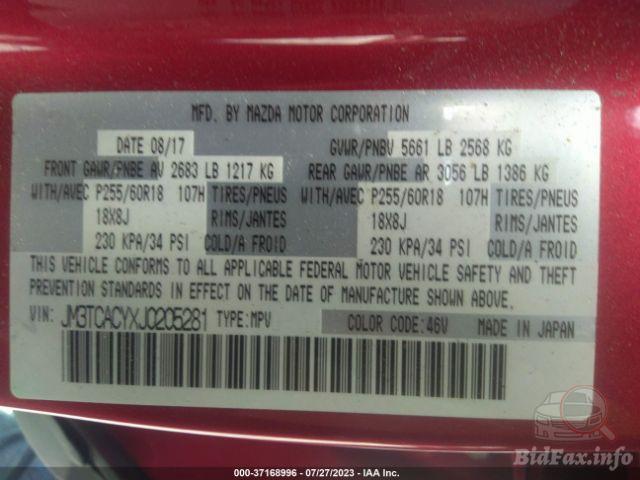 MFD. BY MAZDA MOTOR CORPORATION
DATE 08/17 GVWR/PNBV 5661 LB 2568 KG
FRONT GAWR/PNBE AV 2683 LB 1217 KG REAR GAWR/PNBE AR 3056 LB 1386 KG
WITH/AVEC P255/60R18 107H TIRES/PNEUS WITH/AVEC P255/60R18 107H TIRES/PNEUS
18X8J RIMS/JANTES 18X8J RIMS/JANTES
230 KPA/34 PSI COLD/A FROID 230 KPA/34 PSI COLD/A FROID
THIS VEHICLE CONFORMS TO ALL APPLICABLE FEDERAL MOTOR VEHICLE SAFETY AND THEFT
PREVENTION STANDARDS IN EFFECT ON THE DATE OF MANUFACTURE SHOWN ABOVE.
VIN: JM3TCACYXJ0205281 TYPE:MPV COLOR CODE:46V MADE IN JAPAN
BidFax.info
000-37168996 - 07/27/2023 - IAA Inc.